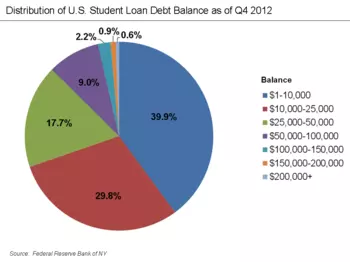 Distribution of U.S. Student Loan Debt Balance as of Q4 2012
2.2% 0.9% 0.6%
9.0%
17.7%
39.9%
29.8%
Balance
$1-10,000
$10,000-25,000
$25,000-50,000
$50,000-100,000
$100,000-150,000
$150,000-200,000
$200,000+
Source: Federal Reserve Bank of NY